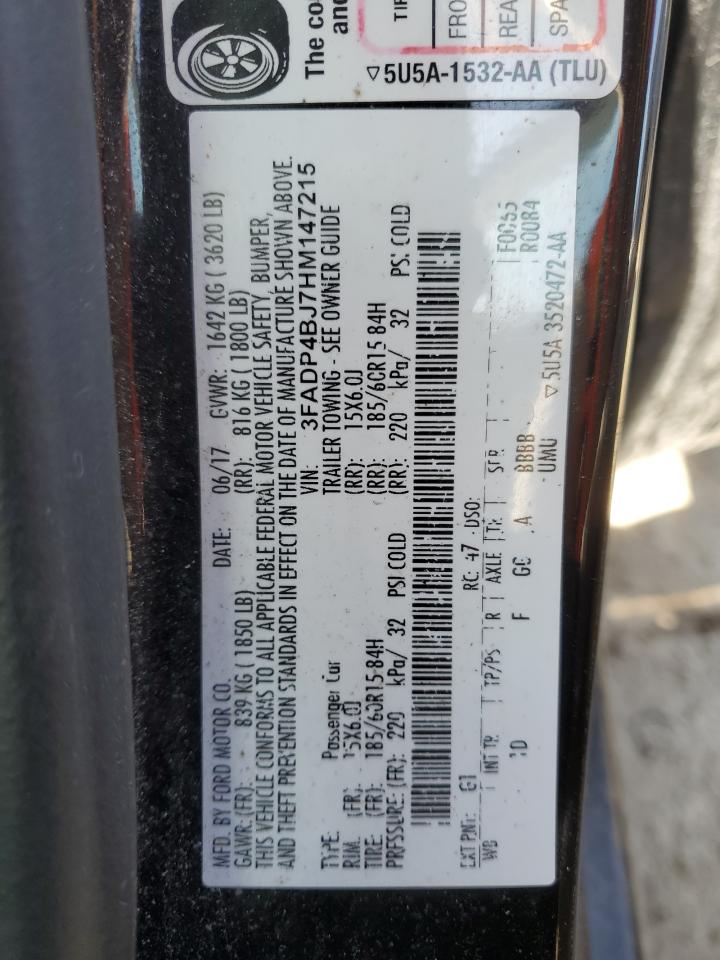 The co
and
TIR
FRO
REA
SPA
▽5U5A-1532-AA (TLU)
MFD. BY FORD MOTOR CO. DATE: 06/17 GVWR: 1642 KG ( 3620 LB)
GAWR: (FR): 839 KG ( 1850 LB) (RR): 816 KG ( 1800 LB)
THIS VEHICLE CONFORMS TO ALL APPLICABLE FEDERAL MOTOR VEHICLE SAFETY, BUMPER,
AND THEFT PREVENTION STANDARDS IN EFFECT ON THE DATE OF MANUFACTURE SHOWN ABOVE.
VIN: 3FADP4BJ7HM147215
TYPE: Passenger Car TRAILER TOWING - SEE OWNER GUIDE
RIM: (FR): 15X6.0J (RR): 15X6.0J
TIRE: (FR): 185/60R15 84H (RR): 185/60R15 84H
PRESSURE: (FR): 220 kPa/ 32 PSI COLD (RR): 220 kPa/ 32 PSI COLD
EXT PNT: G1 RC: 47 DSO:
WB INT TR TP/PS R AXLE TR SPR F0065
1D F GC A BBBB R0084
UMU
▽5U5A 3520472-AA